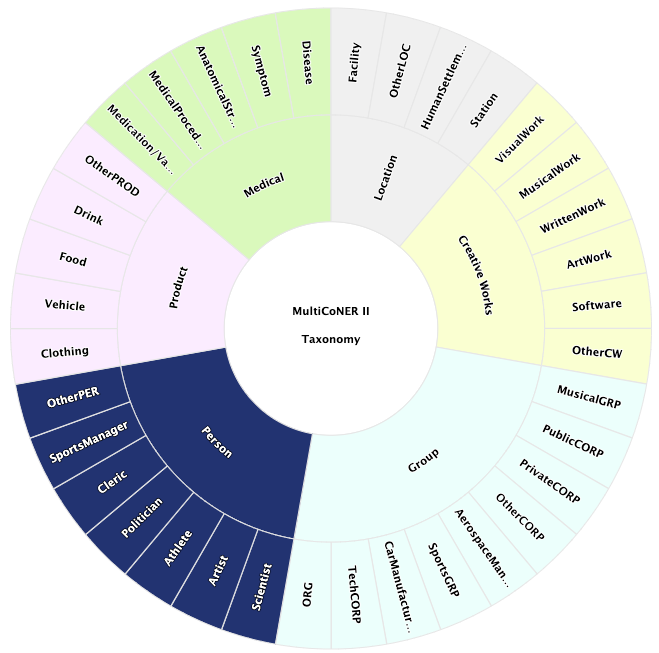 MultiCoNER II
Taxonomy
Location
Facility
OtherLOC
HumanSettlem...
Station
Creative Works
VisualWork
MusicalWork
WrittenWork
ArtWork
Software
OtherCW
Group
MusicalGRP
PublicCORP
PrivateCORP
OtherCORP
AerospaceMan...
SportsGRP
CarManufactur...
TechCORP
ORG
Person
Scientist
Artist
Athlete
Politician
Cleric
SportsManager
OtherPER
Product
Clothing
Vehicle
Food
Drink
OtherPROD
Medical
Medication/Va...
MedicalProced...
AnatomicalStr...
Symptom
Disease